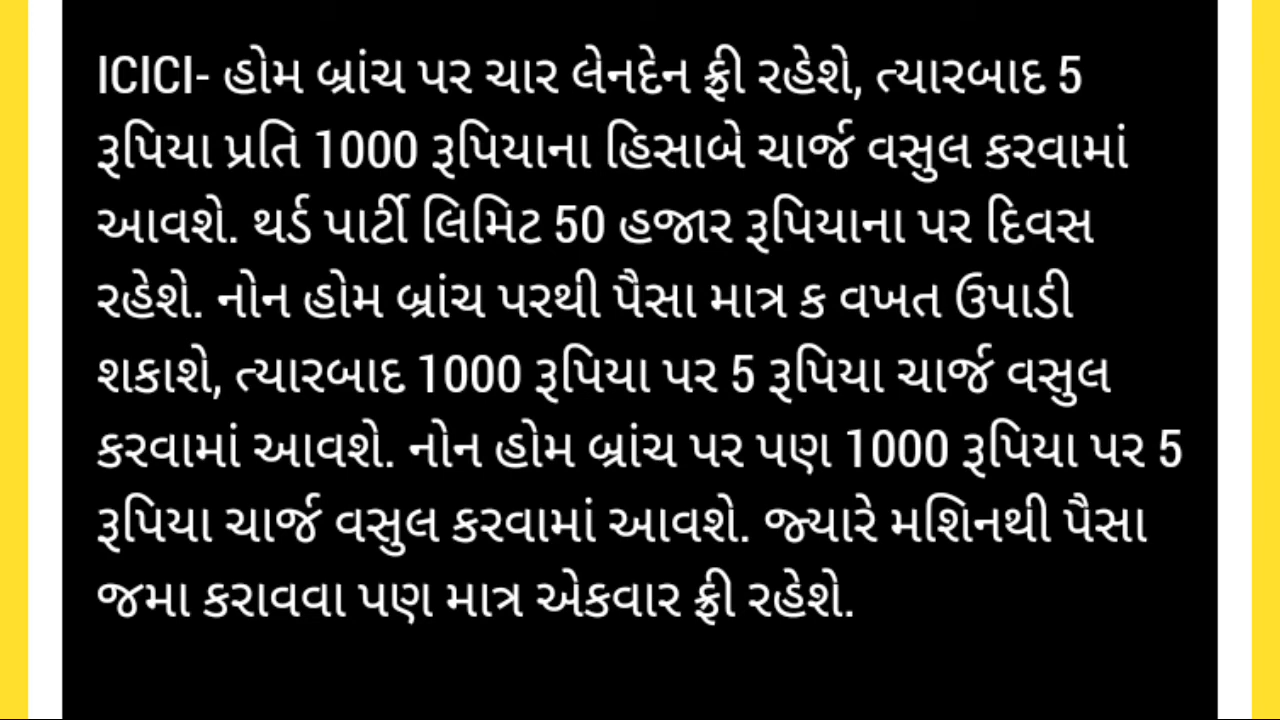 ICICI- હોમ બ્રાંચ પર ચાર લેનદેન ફ્રી રહેશે, ત્યારબાદ 5
રૂપિયા પ્રતિ 1000 રૂપિયાના હિસાબે ચાર્જ વસુલ કરવામાં
આવશે. થર્ડ પાર્ટી લિમિટ 50 હજાર રૂપિયાના પર દિવસ
રહેશે. નોન હોમ બ્રાંચ પરથી પૈસા માત્ર ક વખત ઉપાડી
શકાશે, ત્યારબાદ 1000 રૂપિયા પર 5 રૂપિયા ચાર્જ વસુલ
કરવામાં આવશે. નોન હોમ બ્રાંચ પર પણ 1000 રૂપિયા પર 5
રૂપિયા ચાર્જ વસુલ કરવામાં આવશે. જ્યારે મશિનથી પૈસા
જમા કરાવવા પણ માત્ર એકવાર ફ્રી રહેશે.